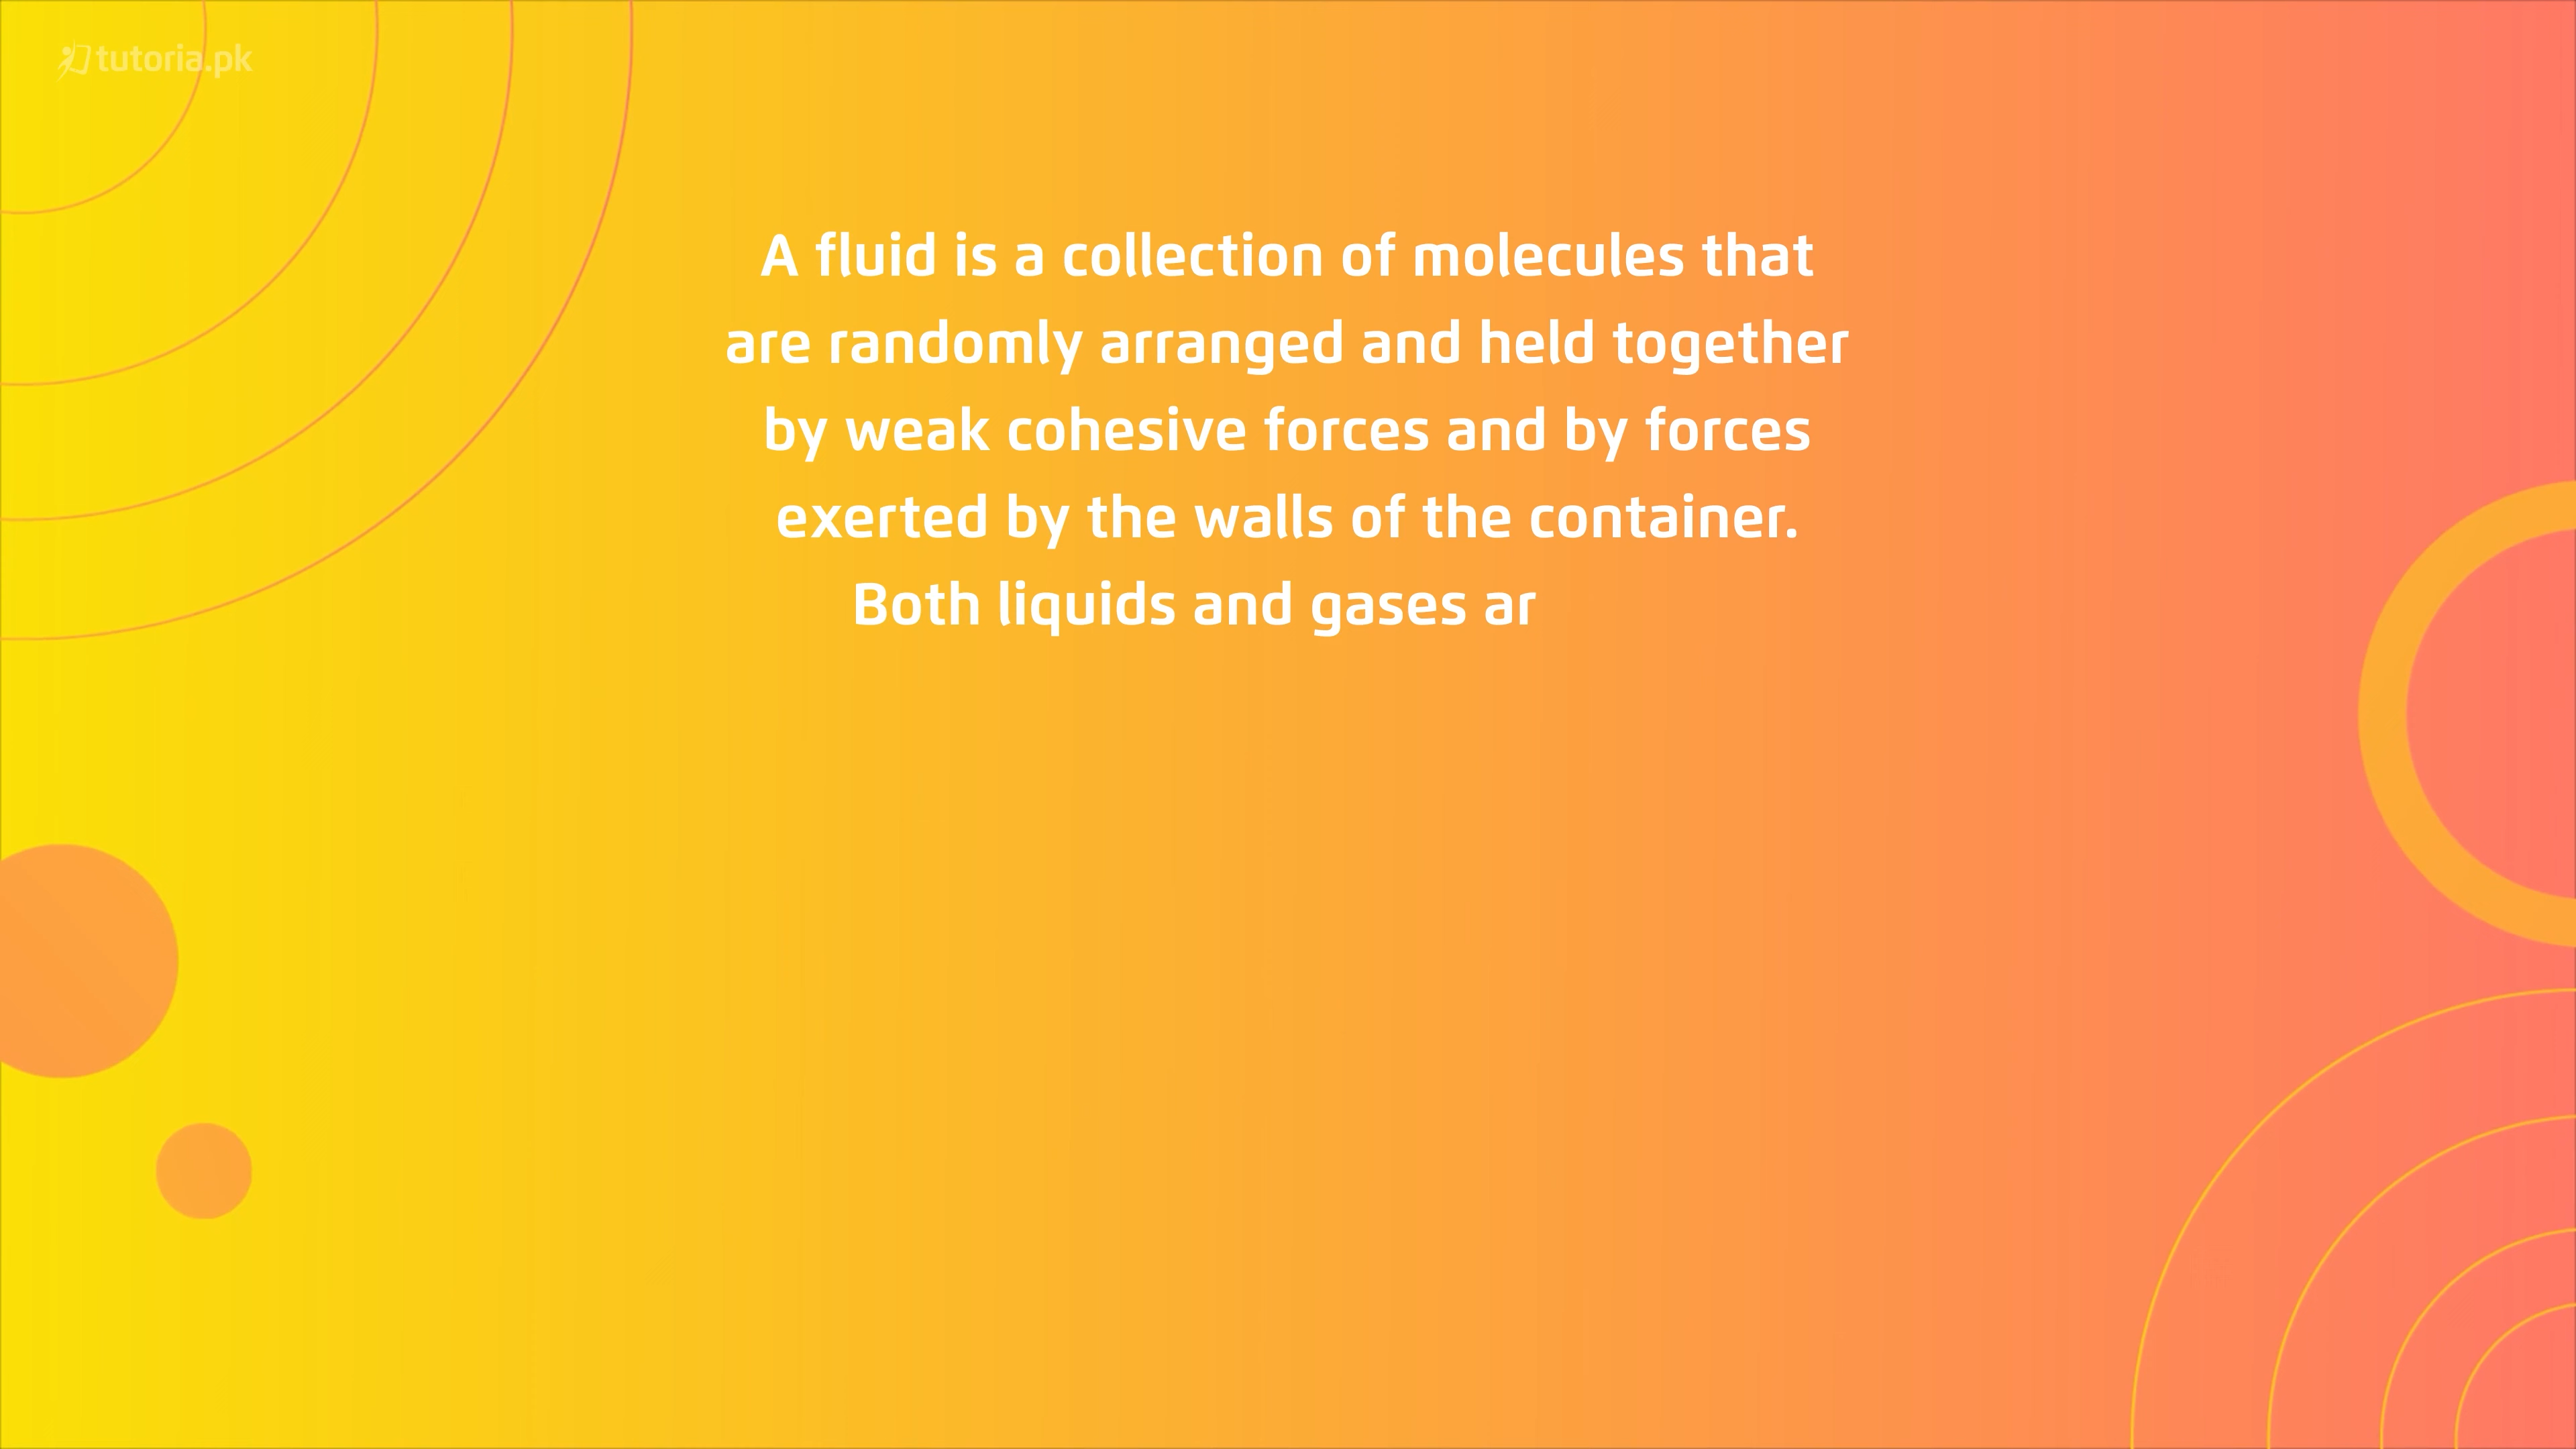 tutoria.pk
A fluid is a collection of molecules that
are randomly arranged and held together
by weak cohesive forces and by forces
exerted by the walls of the container.
Both liquids and gases ar